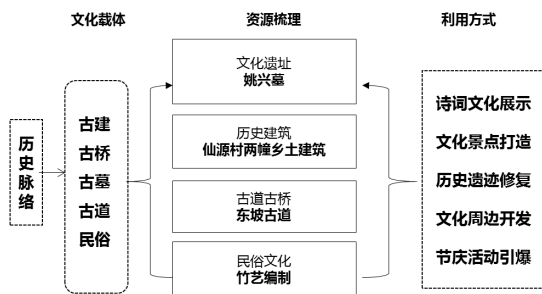 文化载体
资源梳理
利用方式
历史脉络
古建
古桥
古墓
古道
民俗
文化遗址
姚兴墓
历史建筑
仙源村两幢乡土建筑
古道古桥
东坡古道
民俗文化
竹艺编制
诗词文化展示
文化景点打造
历史遗迹修复
文化周边开发
节庆活动引爆